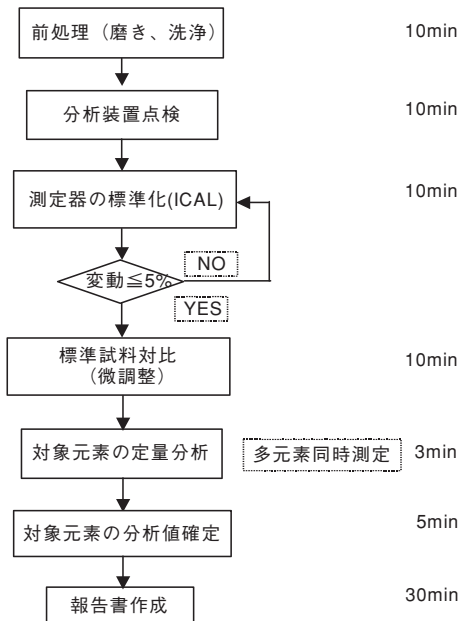 前処理（磨き、洗浄） 10min
分析装置点検 10min
測定器の標準化(ICAL) 10min
変動≦5% NO
YES
標準試料対比
（微調整） 10min
対象元素の定量分析 多元素同時測定 3min
対象元素の分析値確定 5min
報告書作成 30min